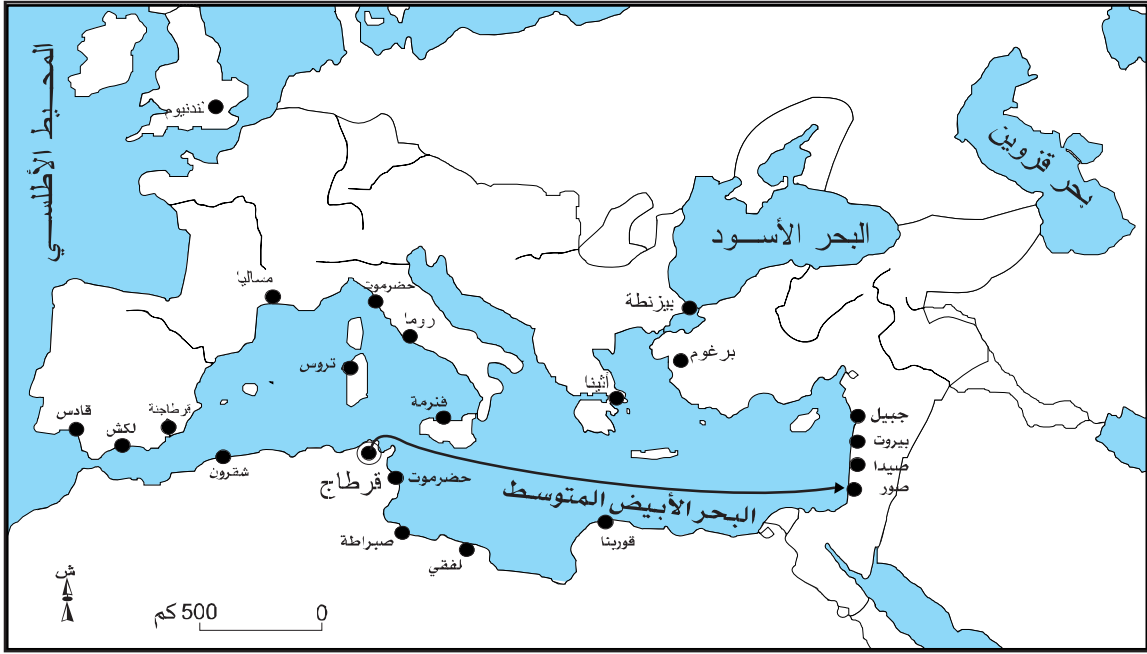 المحيط الأطلسي
لندنيوم
بحر قزوين
البحر الأسود
مساليا
حضرموت
بيزنطة
روما
برغوم
تروس
أثينا
فنرمة
قادس
لكش
قرطاجنة
شقرون
قرطاج
حضرموت
جبيل
بيروت
صيدا
صور
البحر الأبيض المتوسط
صبراطة
لفقي
قورينا
ش
500 كم
0